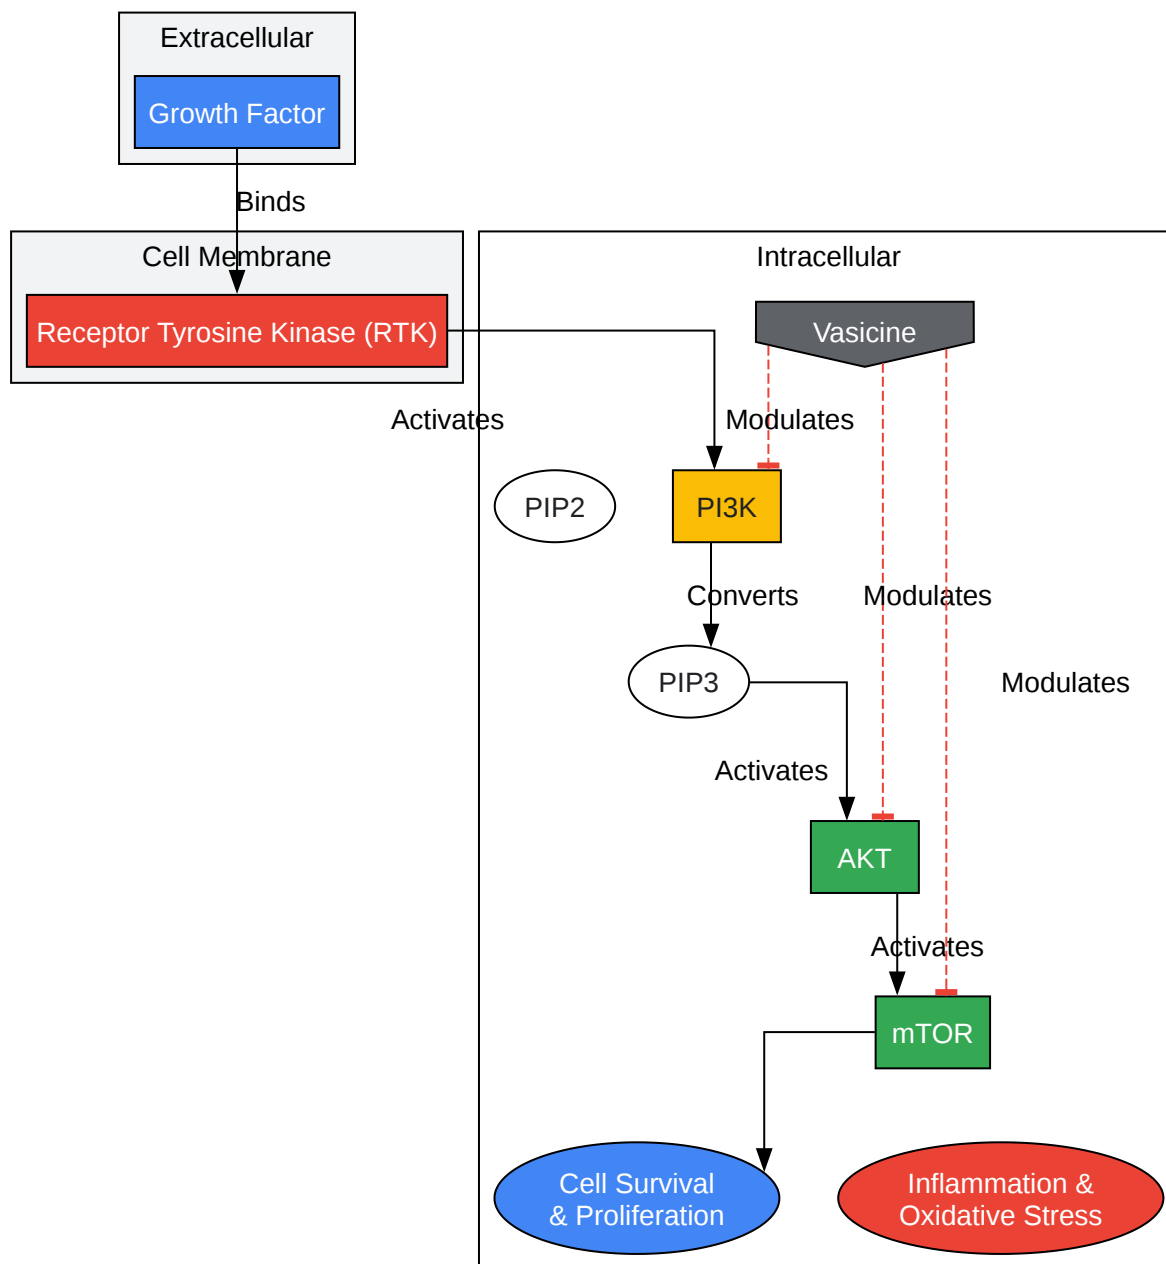 Extracellular
Growth Factor
Binds
Cell Membrane
Intracellular
Receptor Tyrosine Kinase (RTK)
Vasicine
Activates
Modulates
PIP2
PI3K
Converts
Modulates
PIP3
Modulates
Activates
AKT
Activates
mTOR
Cell Survival
& Proliferation
Inflammation &
Oxidative Stress